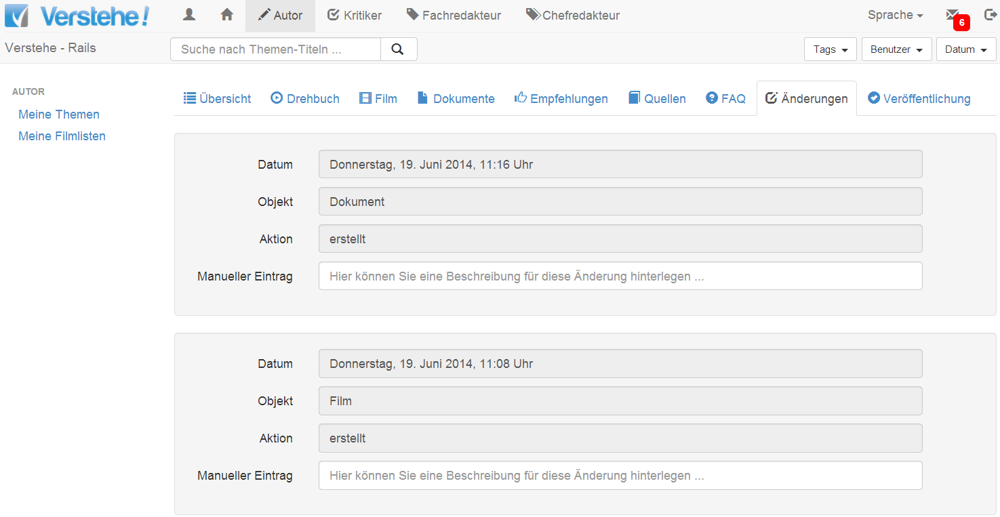 Verstehe!
Autor
Kritiker
Fachredakteur
Chefredakteur
Sprache
6
Verstehe - Rails
Suche nach Themen-Titeln ...
Tags
Benutzer
Datum
AUTOR
Meine Themen
Meine Filmlisten
Übersicht
Drehbuch
Film
Dokumente
Empfehlungen
Quellen
FAQ
Änderungen
Veröffentlichung
Datum Donnerstag, 19. Juni 2014, 11:16 Uhr
Objekt Dokument
Aktion erstellt
Manueller Eintrag Hier können Sie eine Beschreibung für diese Änderung hinterlegen ...
Datum Donnerstag, 19. Juni 2014, 11:08 Uhr
Objekt Film
Aktion erstellt
Manueller Eintrag Hier können Sie eine Beschreibung für diese Änderung hinterlegen ...